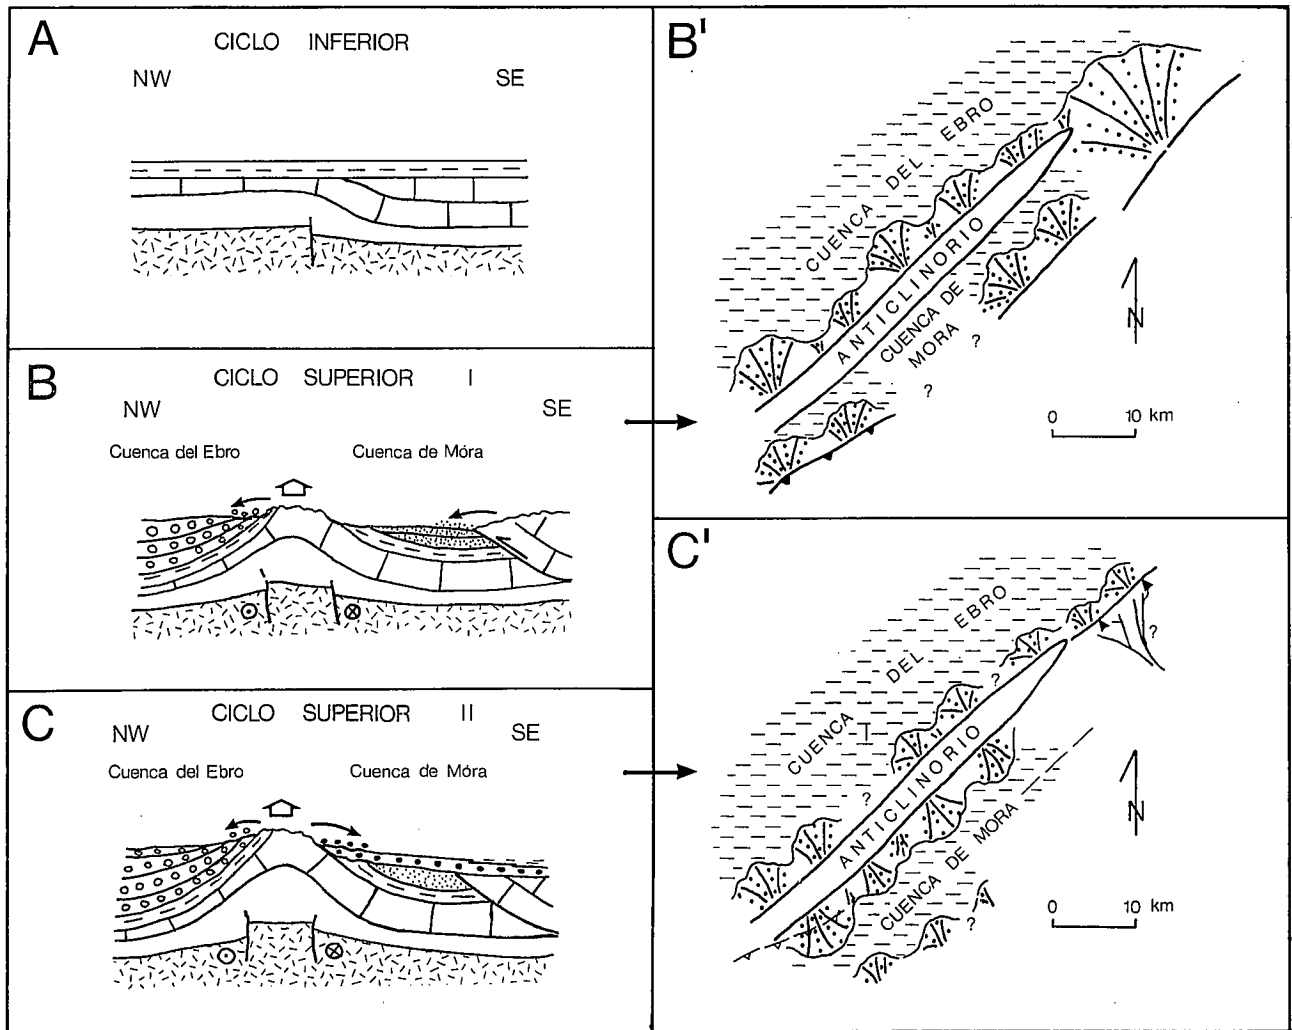 A
CICLO INFERIOR
NW SE
B
CICLO SUPERIOR I
NW SE
Cuenca del Ebro Cuenca de Móra
C
CICLO SUPERIOR II
NW SE
Cuenca del Ebro Cuenca de Móra
B'
CUENCA DEL EBRO
ANTICLINORIO
CUENCA DE
MORA
?
?
N
0 10 km
C'
CUENCA DEL EBRO
?
?
?
ANTICLINORIO
CUENCA DE MORA
?
N
0 10 km